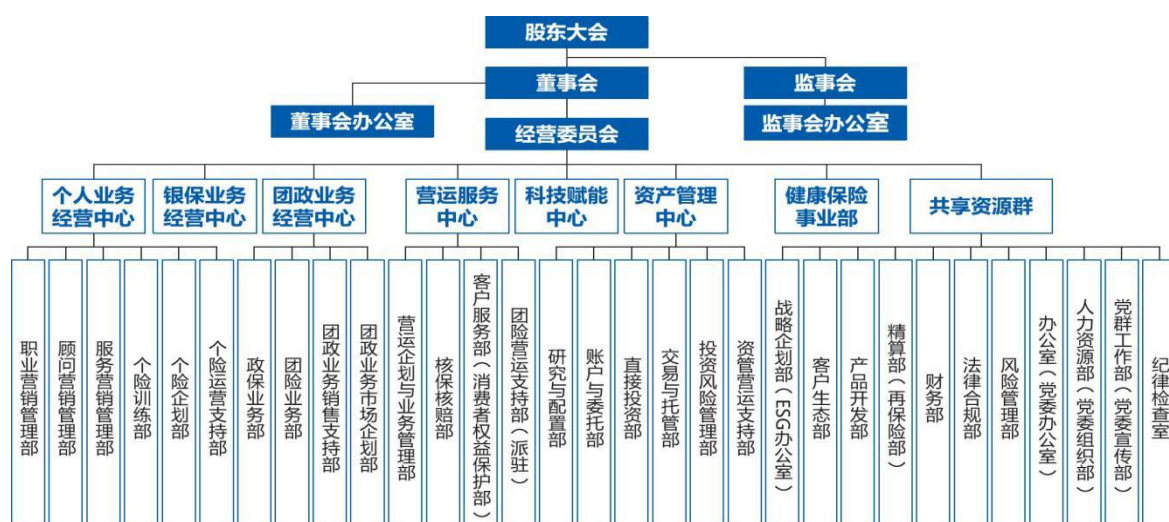 股东大会
董事会
监事会
董事会办公室
监事会办公室
经营委员会
个人业务
经营中心
银保业务
经营中心
团政业务
经营中心
营运服务
中心
科技赋能
中心
资产管理
中心
健康保险
事业部
共享资源群
职业营销管理部
顾问营销管理部
服务营销管理部
个险训练部
个险企划部
个险运营支持部
政保业务部
团险业务部
团政业务销售支持部
团政业务市场企划部
营运企划与业务管理部
核保核赔部
客户服务部（消费者权益保护部）
团险营运支持部（派驻）
研究与配置部
账户与委托部
直接投资部
交易与托管部
投资风险管理部
资管营运支持部
战略企划部（ESG办公室）
客户生态部
产品开发部
精算部（再保险部）
财务部
法律合规部
风险管理部
办公室（党委办公室）
人力资源部（党委组织部）
党群工作部（党委宣传部）
纪律检查室